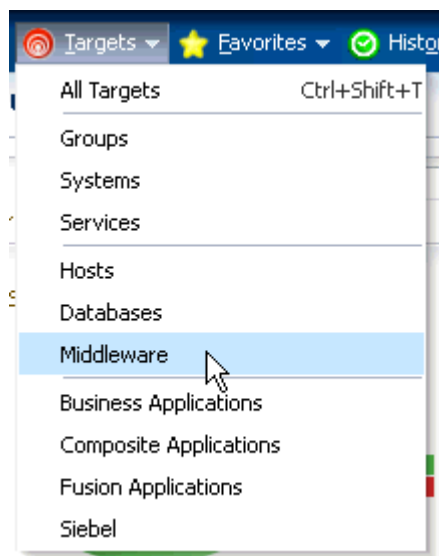 Targets Favorites Histo
All Targets Ctrl+Shift+T
Groups
Systems
Services
Hosts
Databases
Middleware
Business Applications
Composite Applications
Fusion Applications
Siebel